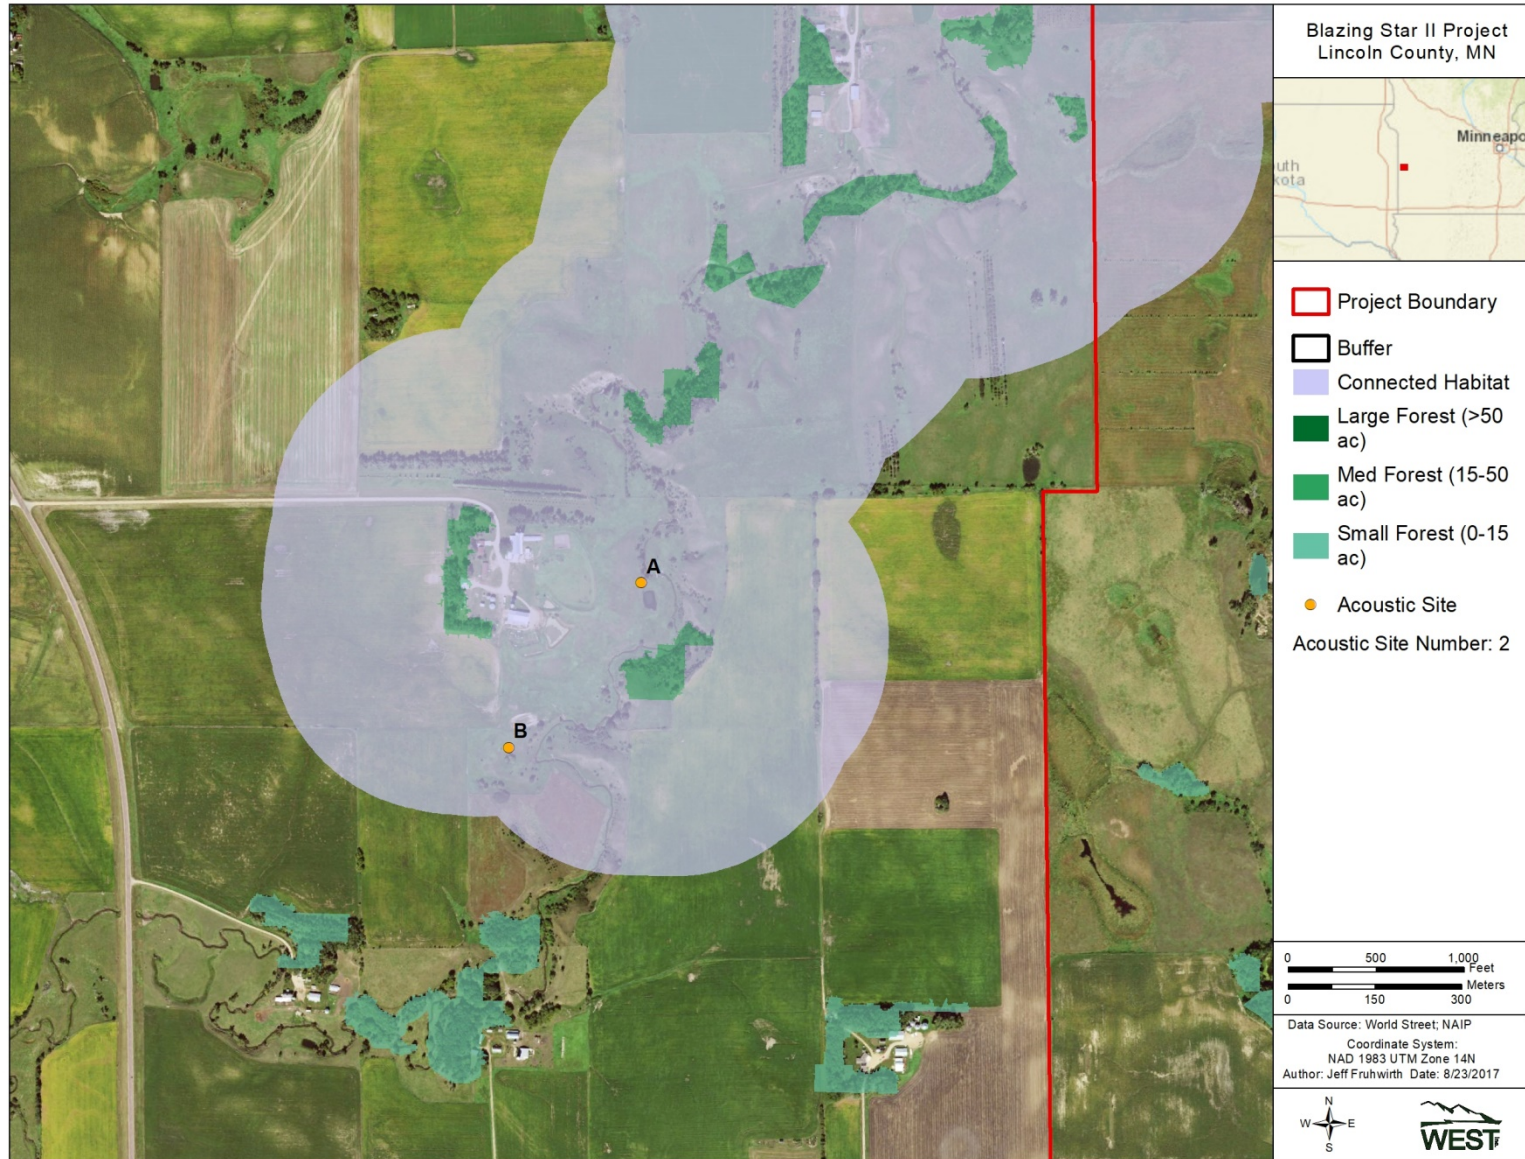 Blazing Star II Project
Lincoln County, MN
Minneapo
uth
kota
Project Boundary
Buffer
Connected Habitat
Large Forest (>50
ac)
Med Forest (15-50
ac)
Small Forest (0-15
ac)
Acoustic Site
Acoustic Site Number: 2
A
B
0 500 1,000
Feet
Meters
0 150 300
Data Source: World Street; NAIP
Coordinate System:
NAD 1983 UTM Zone 14N
Author: Jeff Fruhwirth Date: 8/23/2017
N
W E
S
WEST